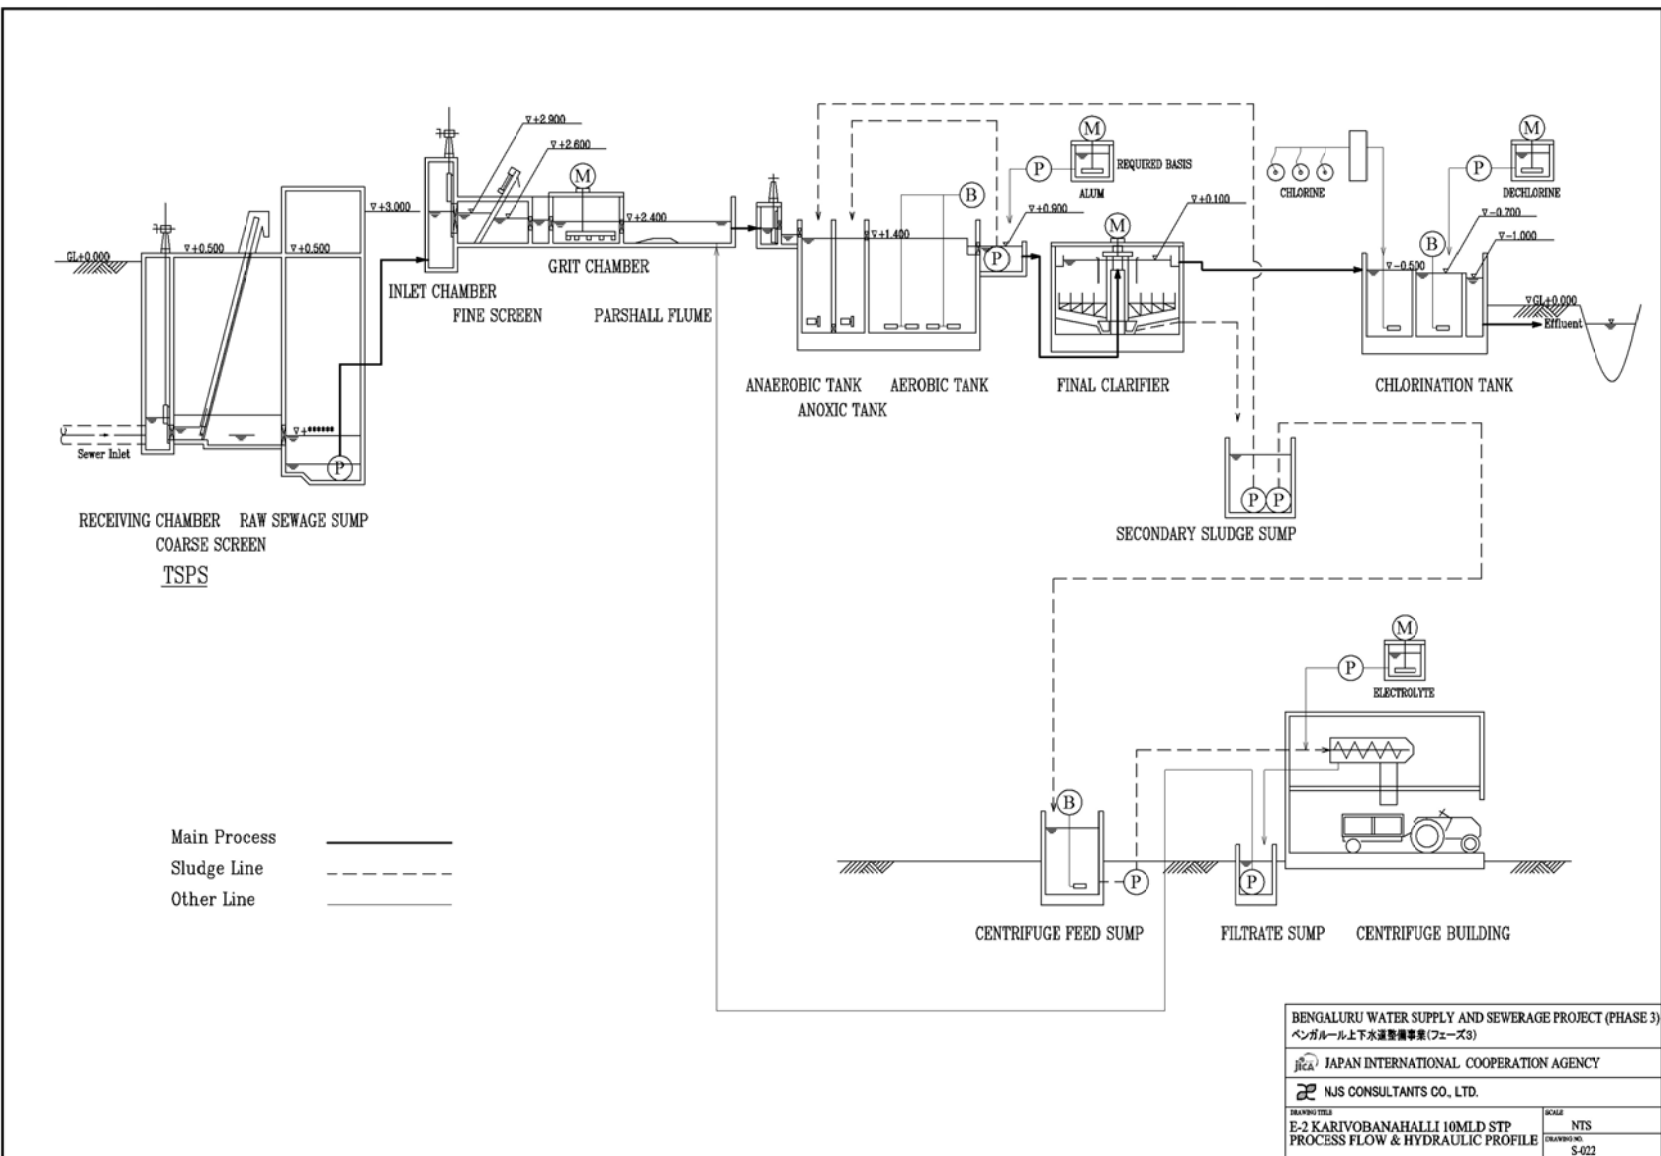 ▽+2.900
▽+2.600
M
▽+3.000
▽+0.500
▽+0.500
GL+0.000
▽+2.400
INLET CHAMBER
FINE SCREEN
GRIT CHAMBER
PARSHALL FLUME
▽+******
P
Sewer Inlet
RECEIVING CHAMBER
RAW SEWAGE SUMP
COARSE SCREEN
TSPS
B
▽+1.400
▽+0.900
P
P
M
REQUIRED BASIS
ALUM
M
▽+0.100
CHLORINE
P
M
DECHLORINE
▽-0.700
▽-1.000
B
▽-0.500
▽GL+0.000
Effluent
ANAEROBIC TANK
AEROBIC TANK
ANOXIC TANK
FINAL CLARIFIER
CHLORINATION TANK
P
P
SECONDARY SLUDGE SUMP
M
P
ELECTROLYTE
B
P
P
CENTRIFUGE FEED SUMP
FILTRATE SUMP
CENTRIFUGE BUILDING
Main Process
Sludge Line
Other Line
BENGALURU WATER SUPPLY AND SEWERAGE PROJECT (PHASE 3)
ベンガルール上下水道整備事業(フェーズ3)
JICA JAPAN INTERNATIONAL COOPERATION AGENCY
NJS CONSULTANTS CO., LTD.
DRAWING TITLE
E-2 KARIVOBANAHALLI 10MLD STP
PROCESS FLOW & HYDRAULIC PROFILE
SCALE
NTS
DRAWING NO.
S-022